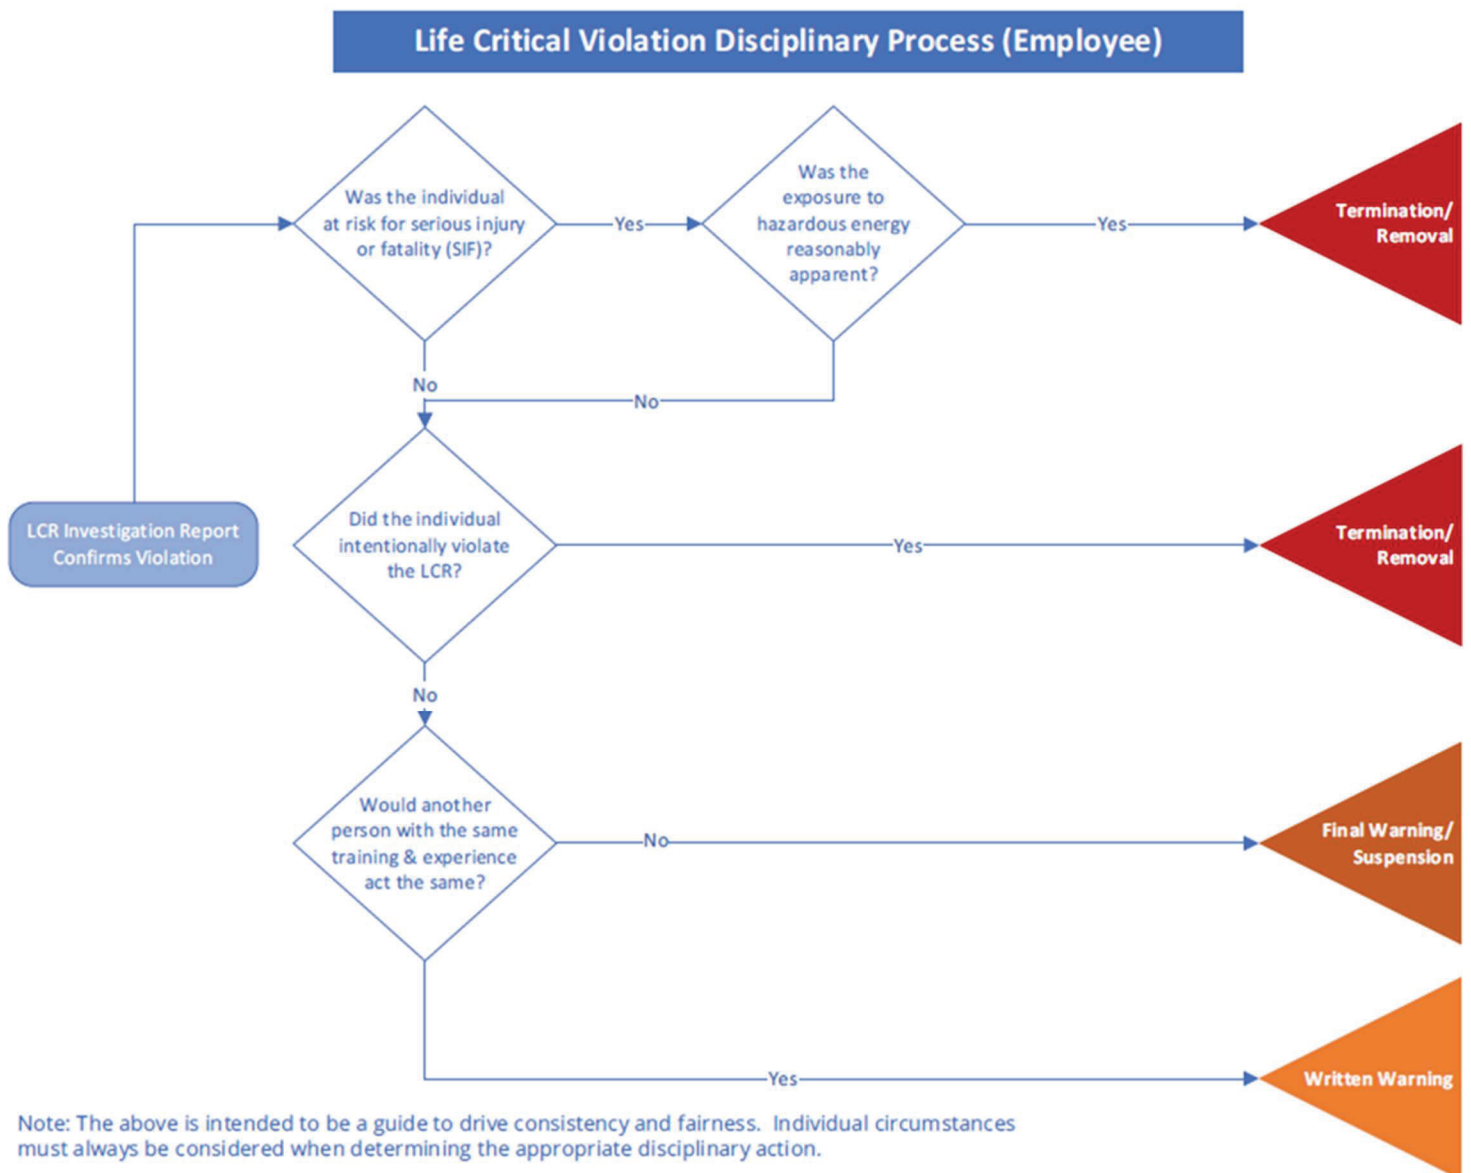 Life Critical Violation Disciplinary Process (Employee)
Was the individual
at risk for serious injury
or fatality (SIF)?
Yes
Was the
exposure to
hazardous energy
reasonably
apparent?
Yes
Termination/
Removal
No
No
LCR Investigation Report
Confirms Violation
Did the individual
intentionally violate
the LCR?
Yes
Termination/
Removal
No
Would another
person with the same
training & experience
act the same?
No
Final Warning/
Suspension
Yes
Written Warning
Note: The above is intended to be a guide to drive consistency and fairness. Individual circumstances
must always be considered when determining the appropriate disciplinary action.